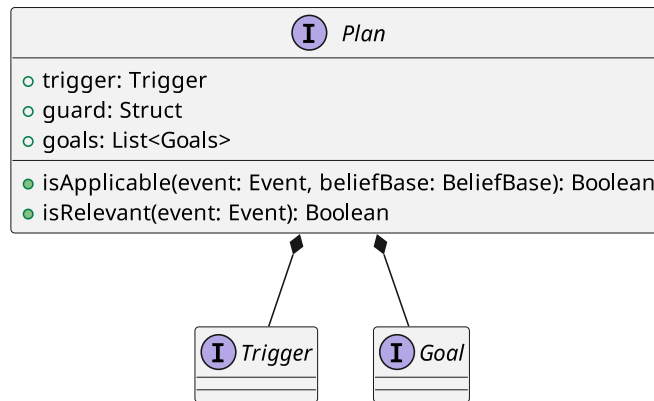 I Plan
trigger: Trigger
guard: Struct
goals: List<Goals>
isApplicable(event: Event, beliefBase: BeliefBase): Boolean
isRelevant(event: Event): Boolean
I Trigger
I Goal